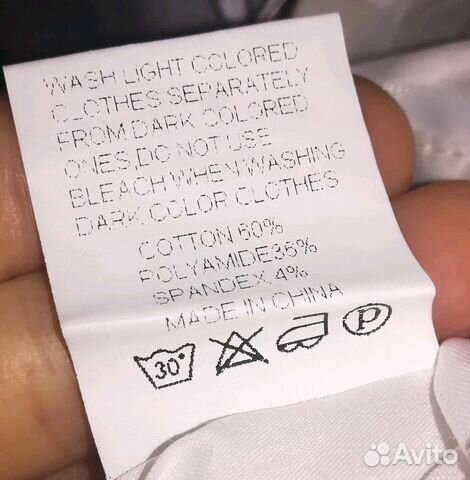 WASH LIGHT COLORED
CLOTHES SEPARATELY
FROM DARK COLORED
ONES,DO NOT USE
BLEACH WHEN WASHING
DARK COLOR CLOTHES
COTTON 60%
POLYAMIDE36%
SPANDEX 4%
MADE IN CHINA
30° P
Avito